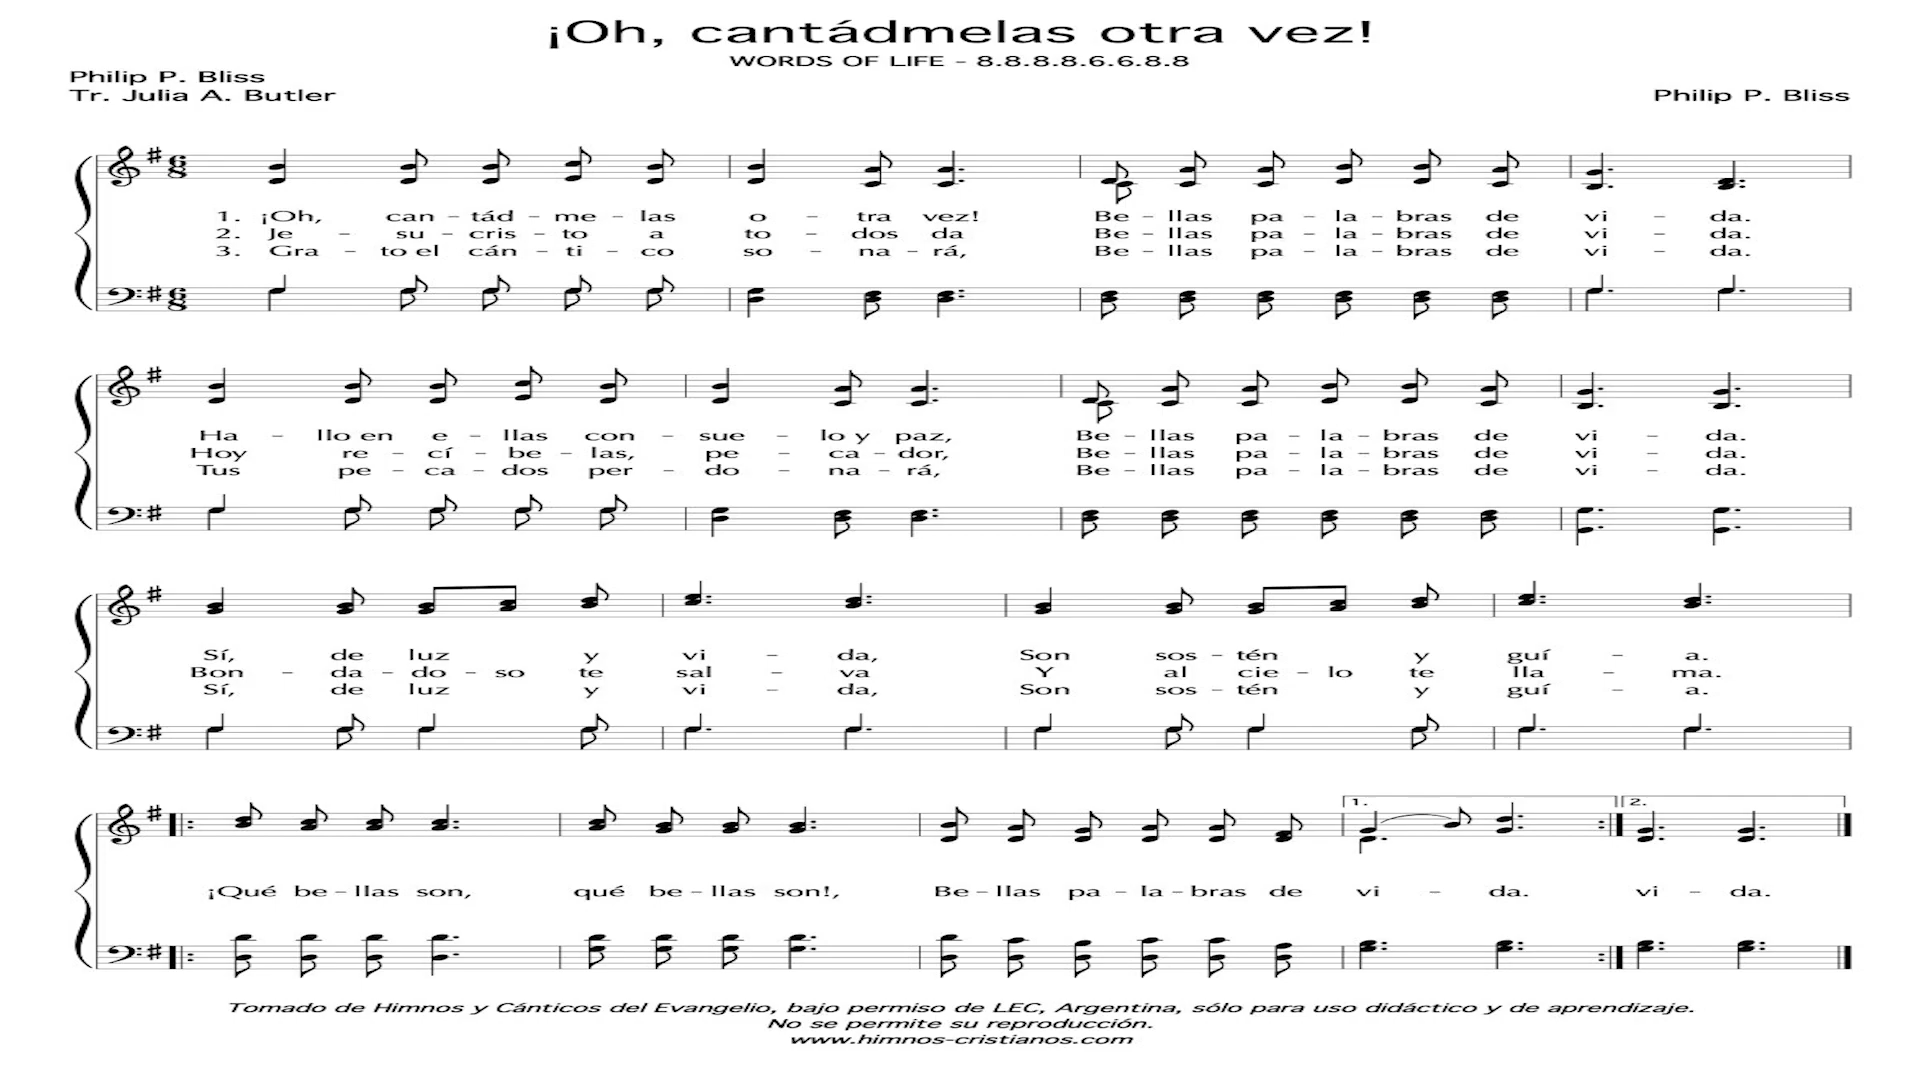 ¡Oh, cantádmelas otra vez!
WORDS OF LIFE - 8.8.8.8.6.6.8.8
Philip P. Bliss
Tr. Julia A. Butler
Philip P. Bliss
1. ¡Oh, can - tád - me - las o - tra vez! Be - llas pa - la - bras de vi - da.
2. Je - su - cris - to a to - dos da Be - llas pa - la - bras de vi - da.
3. Gra - to el cán - ti - co so - na - rá, Be - llas pa - la - bras de vi - da.
Ha - llo en e - llas con - sue - lo y paz, Be - llas pa - la - bras de vi - da.
Hoy re - cí - be - las, pe - ca - dor, Be - llas pa - la - bras de vi - da.
Tus pe - ca - dos per - do - na - rá, Be - llas pa - la - bras de vi - da.
Sí, de luz y vi - da, Son sos - tén y guí - a.
Bon - da - do - so te sal - va Y al cie - lo te lla - ma.
Sí, de luz y vi - da, Son sos - tén y guí - a.
1. 2.
¡Qué be - llas son, qué be - llas son!, Be - llas pa - la - bras de vi - da. vi - da.
Tomado de Himnos y Cánticos del Evangelio, bajo permiso de LEC, Argentina, sólo para uso didáctico y de aprendizaje.
No se permite su reproducción.
www.himnos-cristianos.com